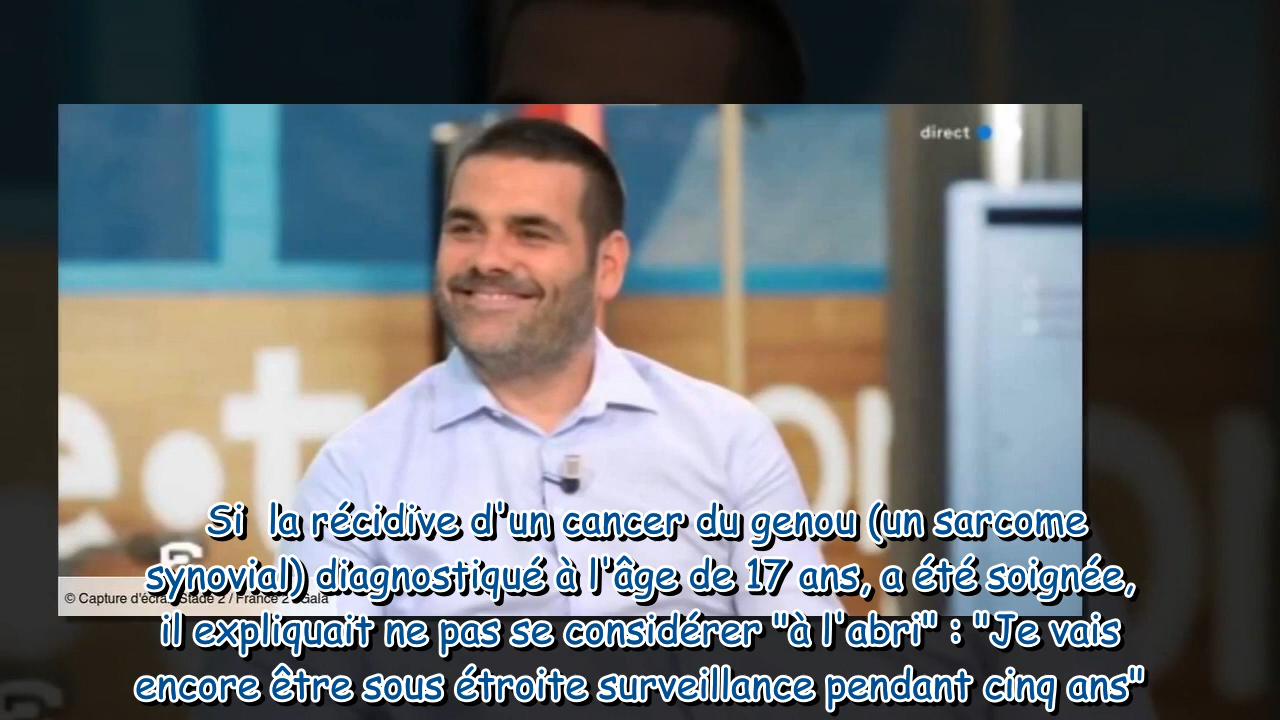 direct
e•t
on
© Capture d'écra Stade 2 / France 2 - Gala
Si la récidive d'un cancer du genou (un sarcome
synovial) diagnostiqué à l'âge de 17 ans, a été soignée,
il expliquait ne pas se considérer "à l'abri" : "Je vais
encore être sous étroite surveillance pendant cinq ans"